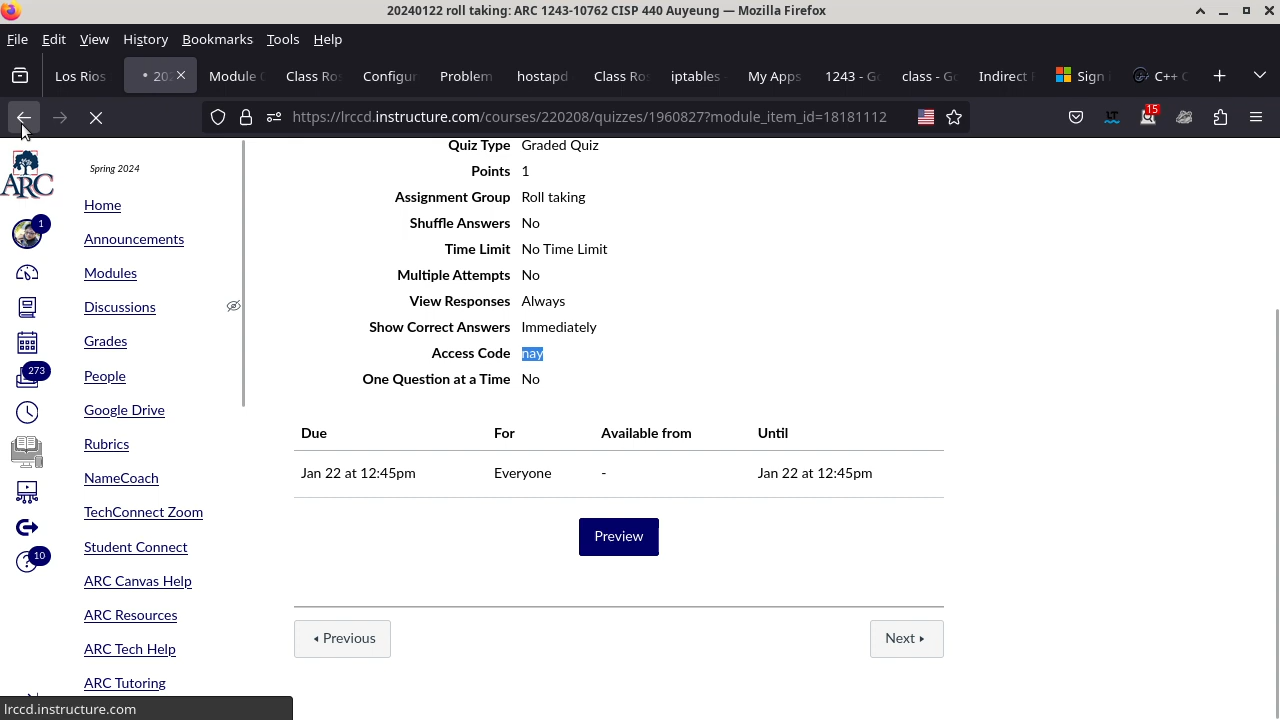 20240122 roll taking: ARC 1243-10762 CISP 440 Auyeung — Mozilla Firefox
File Edit View History Bookmarks Tools Help
Los Rios 202 Module Class Ro Configur Problem hostapd Class Ros iptables My Apps 1243 - Go class - Go Indirect Sign i C++
https://lrccd.instructure.com/courses/220208/quizzes/1960827?module_item_id=18181112 15
ARC
Spring 2024
1
273
10
Home
Announcements
Modules
Discussions
Grades
People
Google Drive
Rubrics
NameCoach
TechConnect Zoom
Student Connect
ARC Canvas Help
ARC Resources
ARC Tech Help
ARC Tutoring
Quiz Type Graded Quiz
Points 1
Assignment Group Roll taking
Shuffle Answers No
Time Limit No Time Limit
Multiple Attempts No
View Responses Always
Show Correct Answers Immediately
Access Code nay
One Question at a Time No
Due For Available from Until
Jan 22 at 12:45pm Everyone - Jan 22 at 12:45pm
Preview
Previous Next
lrccd.instructure.com